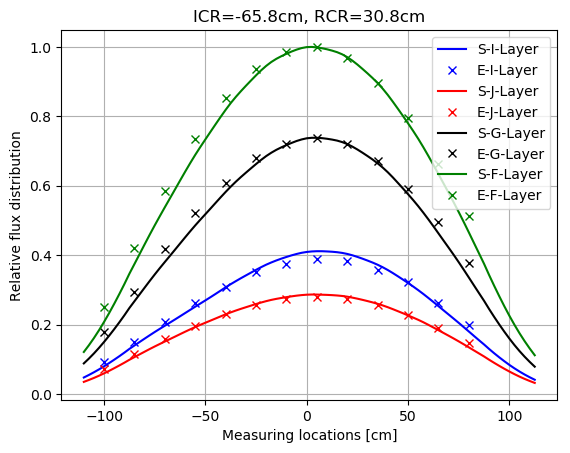 ICR=-65.8cm, RCR=30.8cm
1.0
0.8
0.6
0.4
0.2
0.0
Relative flux distribution
S-I-Layer
E-I-Layer
S-J-Layer
E-J-Layer
S-G-Layer
E-G-Layer
S-F-Layer
E-F-Layer
−100 −50 0 50 100
Measuring locations [cm]